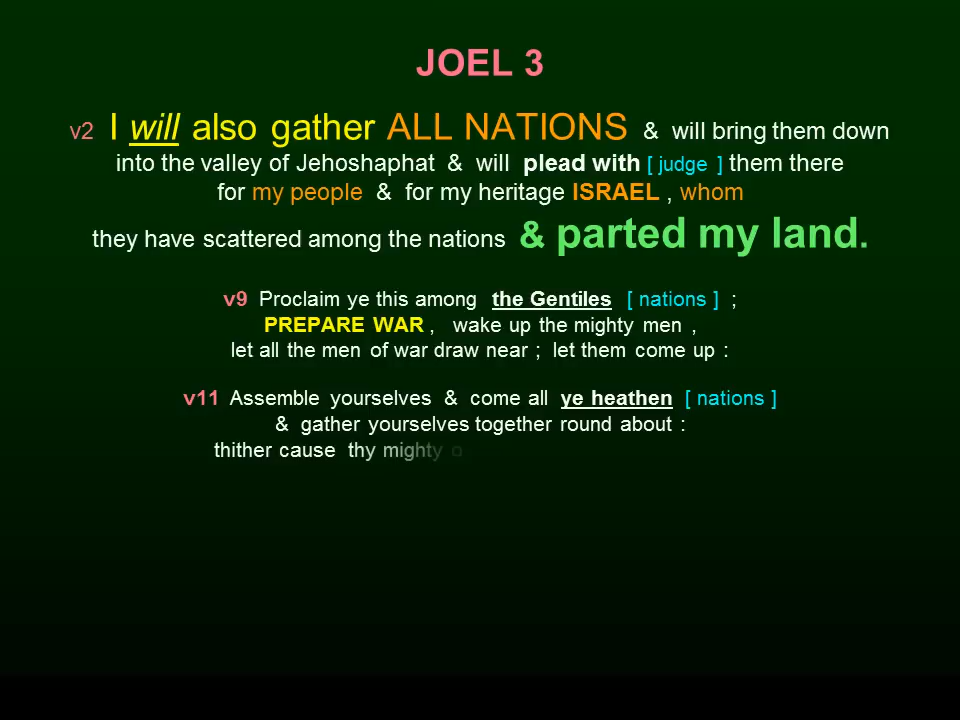 JOEL 3
v2 I will also gather ALL NATIONS & will bring them down
into the valley of Jehoshaphat & will plead with [ judge ] them there
for my people & for my heritage ISRAEL , whom
they have scattered among the nations & parted my land.
v9 Proclaim ye this among the Gentiles [ nations ] ;
PREPARE WAR , wake up the mighty men ,
let all the men of war draw near ; let them come up :
v11 Assemble yourselves & come all ye heathen [ nations ]
& gather yourselves together round about :
thither cause thy mighty o